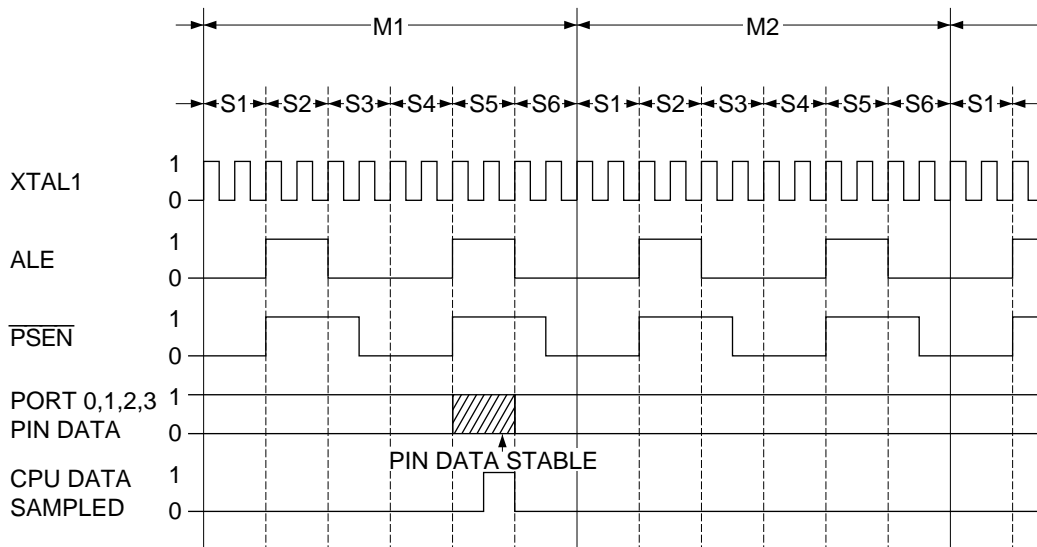 M1 M2
S1 S2 S3 S4 S5 S6 S1 S2 S3 S4 S5 S6 S1
XTAL1 1
0
ALE 1
0
PSEN 1
0
PORT 0,1,2,3 1
PIN DATA 0
PIN DATA STABLE
CPU DATA 1
SAMPLED 0